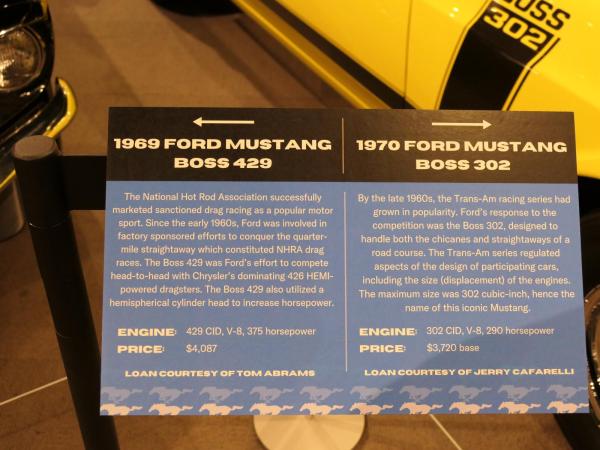 BOSS
302
1969 FORD MUSTANG
BOSS 429
The National Hot Rod Association successfully
marketed sanctioned drag racing as a popular motor
sport. Since the early 1960s, Ford was involved in
factory sponsored efforts to conquer the quarter-
mile straightaway which constituted NHRA drag
races. The Boss 429 was Ford's effort to compete
head-to-head with Chrysler's dominating 426 HEMI-
powered dragsters. The Boss 429 also utilized a
hemispherical cylinder head to increase horsepower.
ENGINE: 429 CID, V-8, 375 horsepower
PRICE: $4,087
LOAN COURTESY OF TOM ABRAMS
1970 FORD MUSTANG
BOSS 302
By the late 1960s, the Trans-Am racing series had
grown in popularity. Ford's response to the
competition was the Boss 302, designed to
handle both the chicanes and straightaways of a
road course. The Trans-Am series regulated
aspects of the design of participating cars,
including the size (displacement) of the engines.
The maximum size was 302 cubic-inch, hence the
name of this iconic Mustang.
ENGINE: 302 CID, V-8, 290 horsepower
PRICE: $3,720 base
LOAN COURTESY OF JERRY CAFARELLI